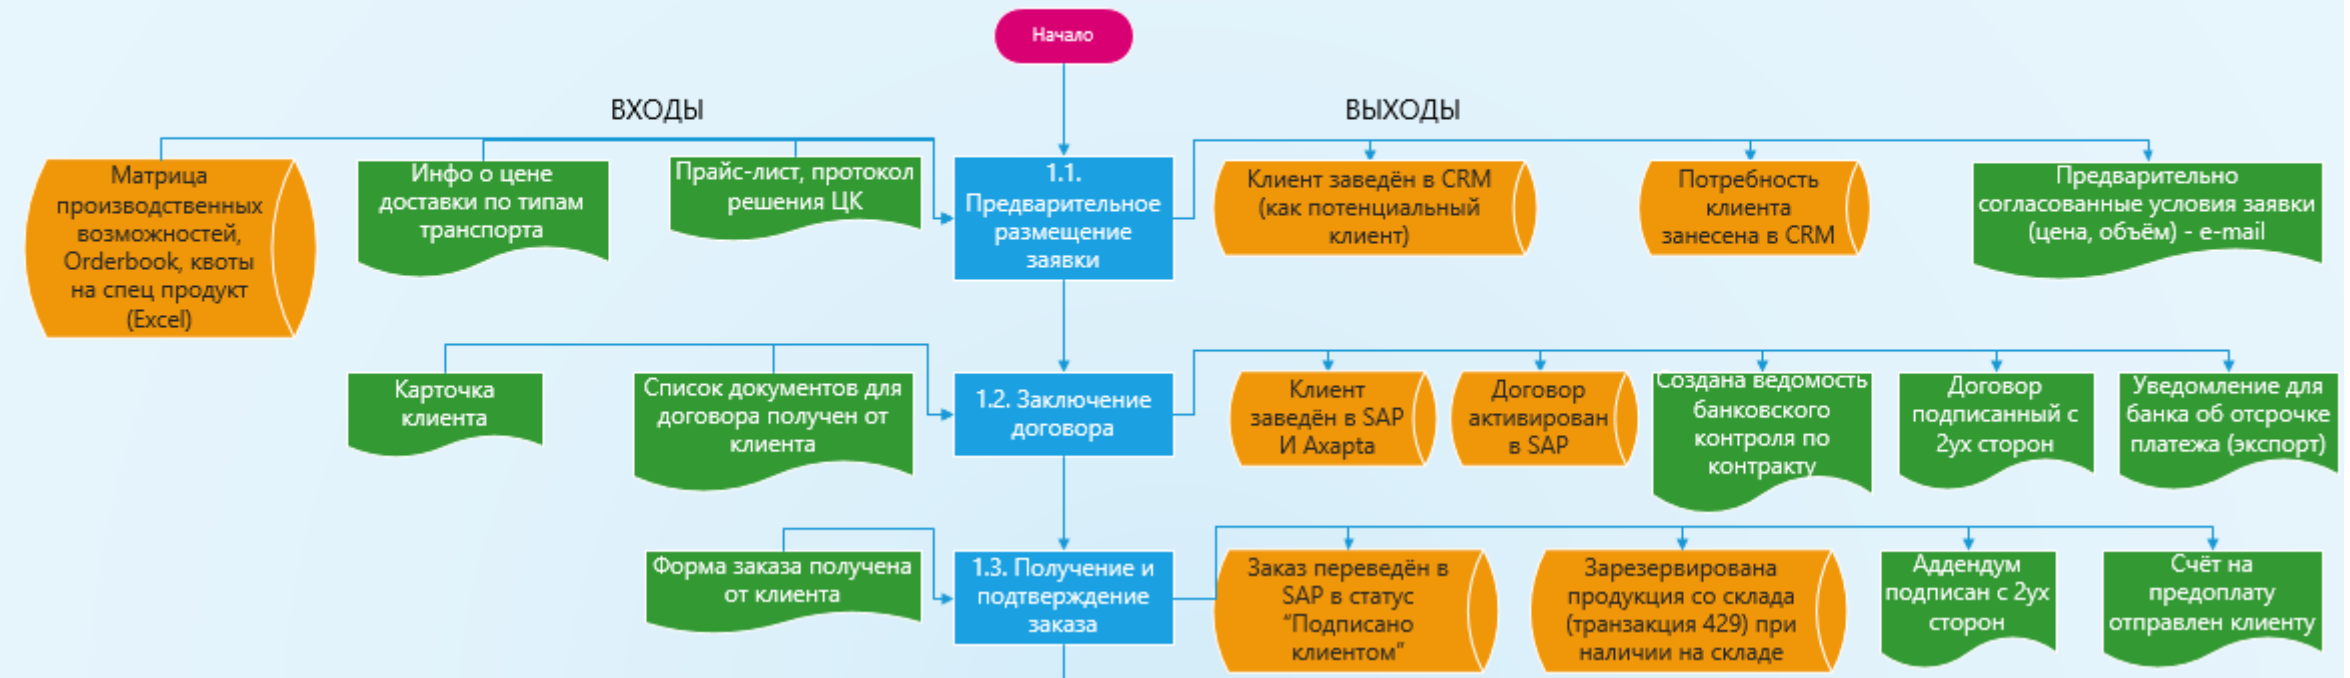 Начало
ВХОДЫ
ВЫХОДЫ
Матрица
производственных
возможностей,
Orderbook, квоты
на спец продукт
(Excel)
Инфо о цене
доставки по типам
транспорта
Прайс-лист, протокол
решения ЦК
1.1.
Предварительное
размещение
заявки
Клиент заведён в CRM
(как потенциальный
клиент)
Потребность
клиента
занесена в CRM
Предварительно
согласованные условия заявки
(цена, объём) - e-mail
Карточка
клиента
Список документов для
договора получен от
клиента
1.2. Заключение
договора
Клиент
заведён в SAP
И Axapta
Договор
активирован
в SAP
Создана ведомость
банковского
контроля по
контракту
Договор
подписанный с
2ух сторон
Уведомление для
банка об отсрочке
платежа (экспорт)
Форма заказа получена
от клиента
1.3. Получение и
подтверждение
заказа
Заказ переведён в
SAP в статус
“Подписано
клиентом”
Зарезервирована
продукция со склада
(транзакция 429) при
наличии на складе
Аддендум
подписан с 2ух
сторон
Счёт на
предоплату
отправлен клиенту